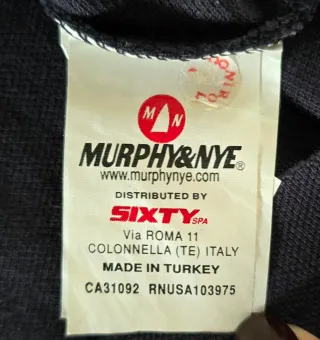 M N
MURPHY&NYE®
www.murphynye.com
DISTRIBUTED BY
SIXTY SPA
Via ROMA 11
COLONNELLA (TE) ITALY
MADE IN TURKEY
CA31092 RNUSA103975